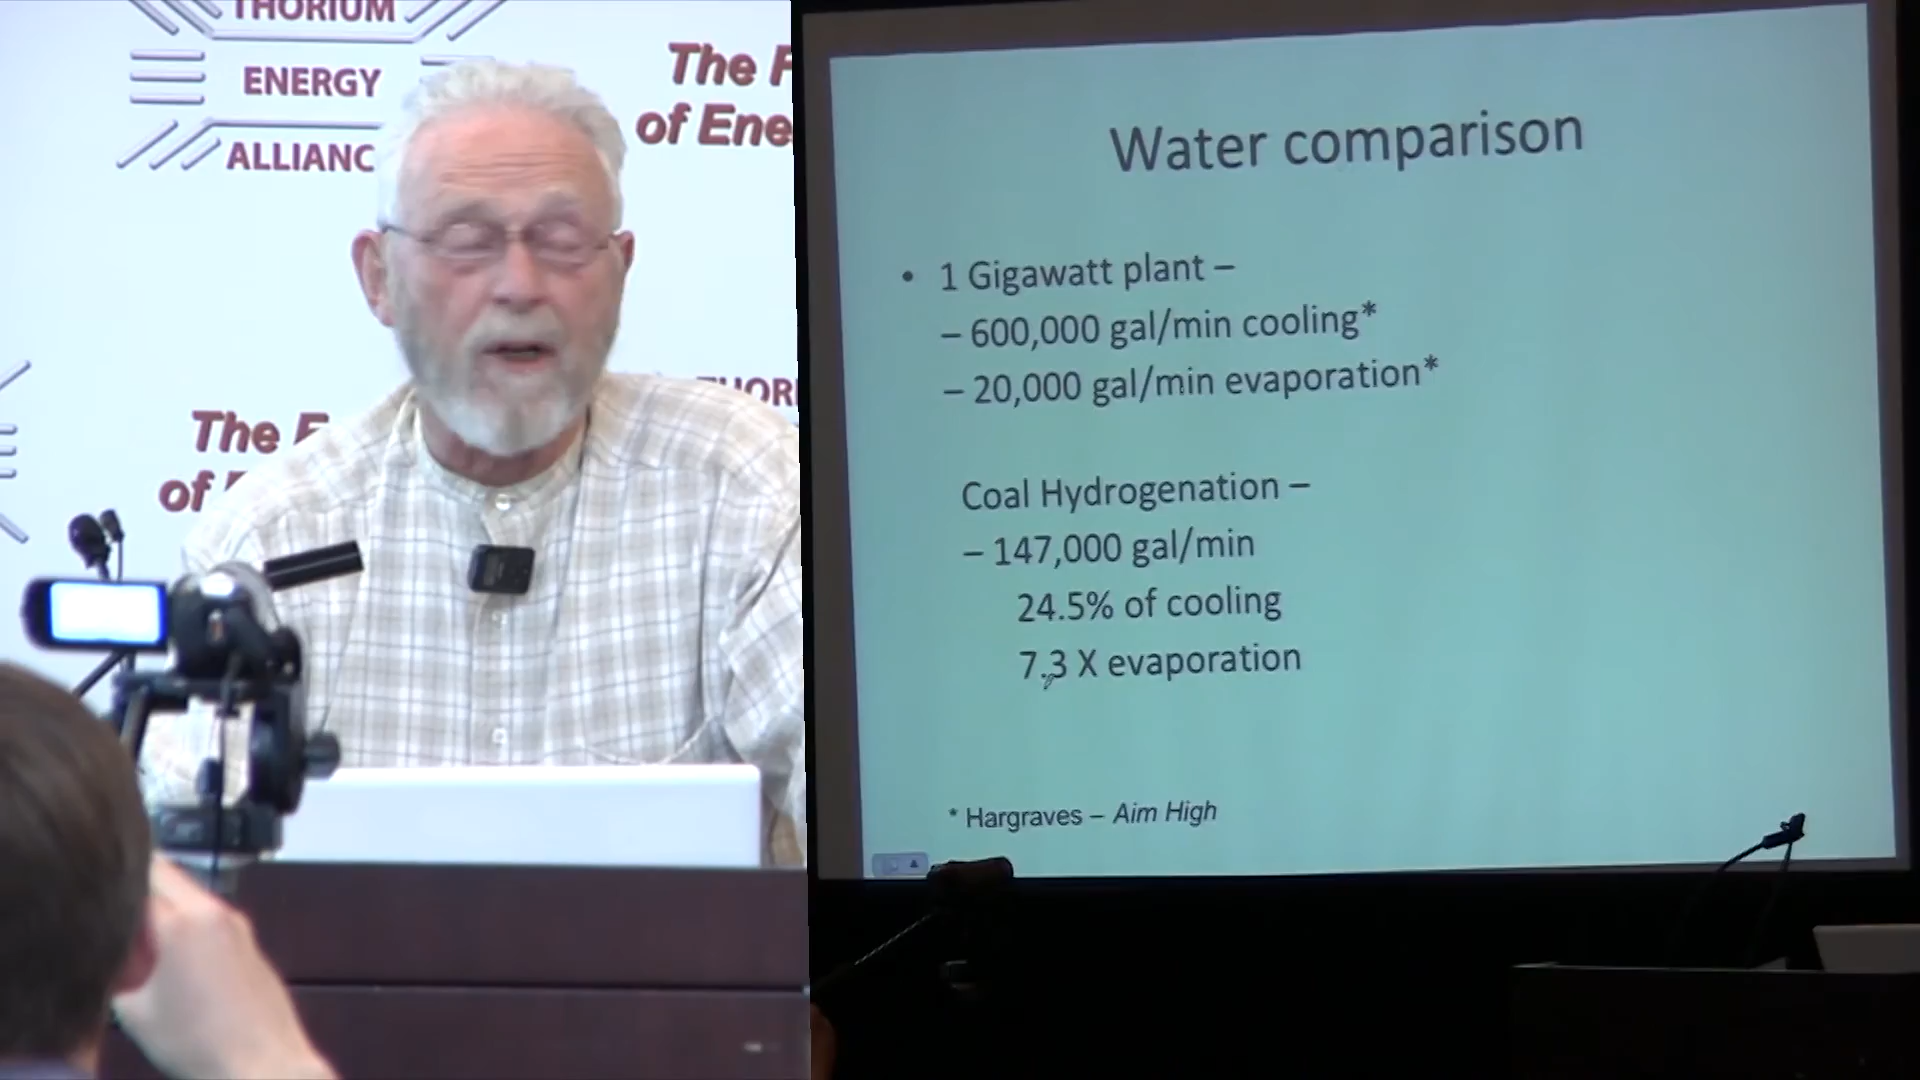 THORIUM
ENERGY
ALLIANC
The F
of Ene
THOR
The F
of
Water comparison
• 1 Gigawatt plant –
– 600,000 gal/min cooling*
– 20,000 gal/min evaporation*
Coal Hydrogenation –
– 147,000 gal/min
24.5% of cooling
7.3 X evaporation
* Hargraves – Aim High